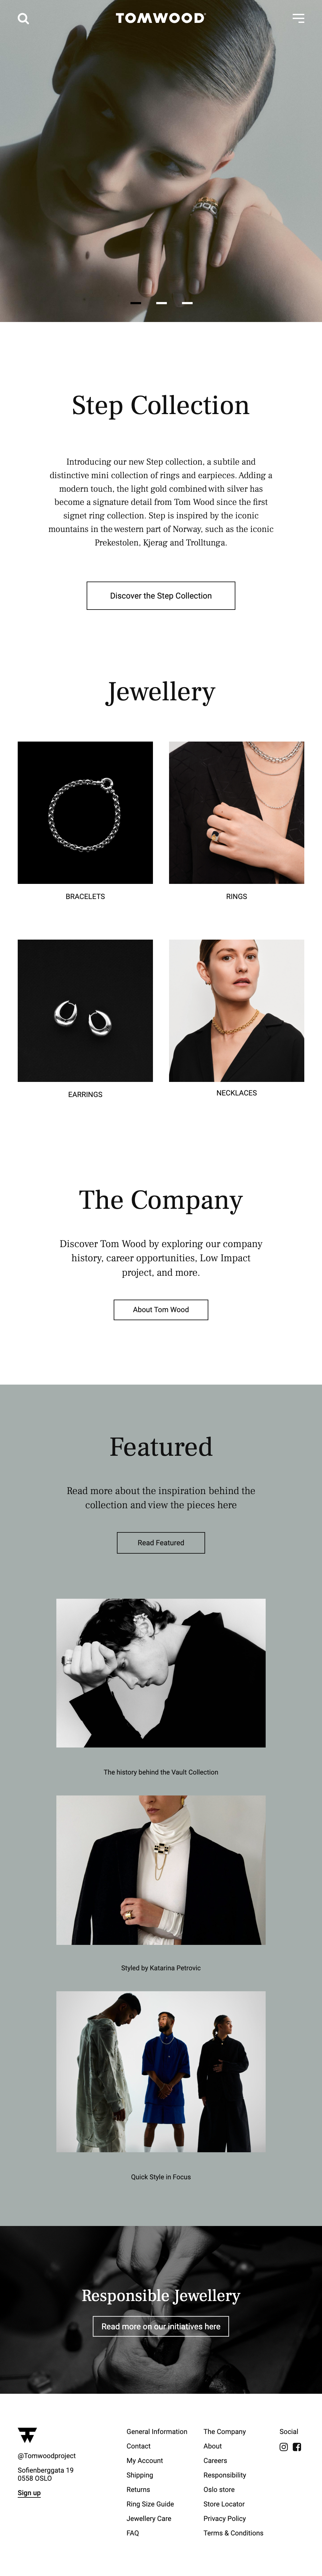 TOMWOOD
Step Collection
Introducing our new Step collection, a subtle and
distinctive mini collection of rings and earpieces. Adding a
modern touch, the light gold combined with silver has
become a signature detail from Tom Wood since the first
signet ring collection. Step is inspired by the iconic
mountains in the western part of Norway, such as the iconic
Prekestolen, Kjerag and Trolltunga.
Discover the Step Collection
Jewellery
BRACELETS
RINGS
EARRINGS
NECKLACES
The Company
Discover Tom Wood by exploring our company
history, career opportunities, Low Impact
project, and more.
About Tom Wood
Featured
Read more about the inspiration behind the
collection and view the pieces here
Read Featured
The history behind the Vault Collection
Styled by Katarina Petrovic
Quick Style in Focus
Responsible Jewellery
Read more on our initiatives here
@Tomwoodproject
Sofienberggata 19
0558 OSLO
Sign up
General Information
Contact
My Account
Shipping
Returns
Ring Size Guide
Jewellery Care
FAQ
The Company
About
Careers
Responsibility
Oslo store
Store Locator
Privacy Policy
Terms & Conditions
Social